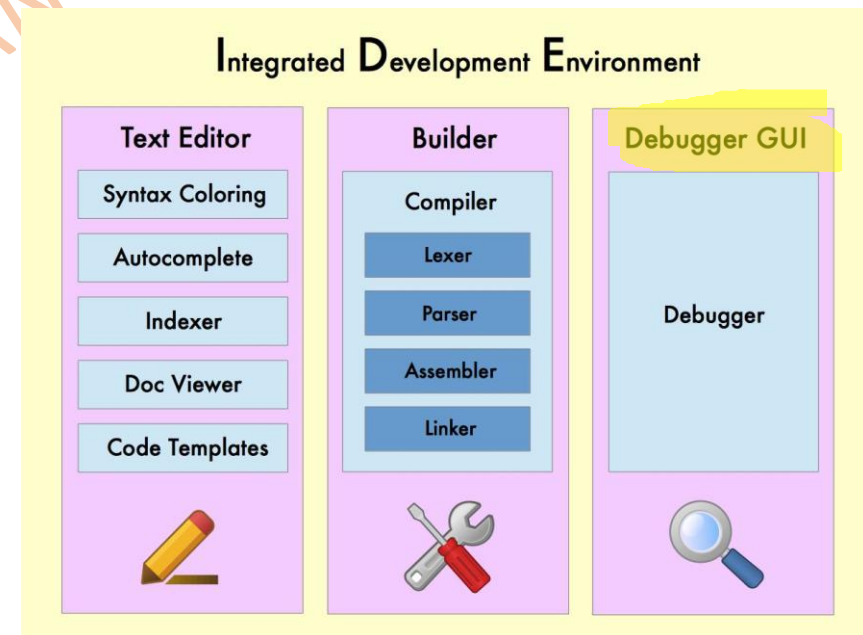 Integrated Development Environment
Text Editor
Syntax Coloring
Autocomplete
Indexer
Doc Viewer
Code Templates
Builder
Compiler
Lexer
Parser
Assembler
Linker
Debugger GUI
Debugger